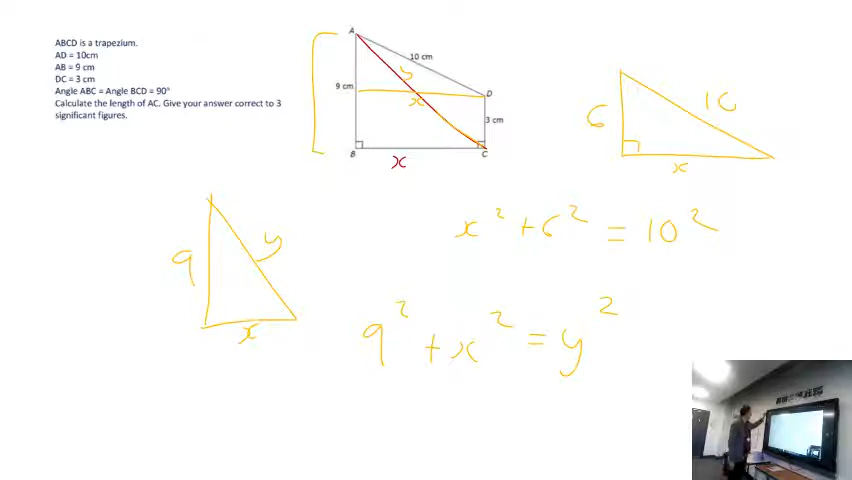 ABCD is a trapezium.
AD = 10cm
AB = 9 cm
DC = 3 cm
Angle ABC = Angle BCD = 90°
Calculate the length of AC. Give your answer correct to 3
significant figures.
A
10 cm
y
9 cm
x
D
3 cm
B
C
x
6
10
x
x² + 6² = 10²
9
y
x
9² + x² = y²